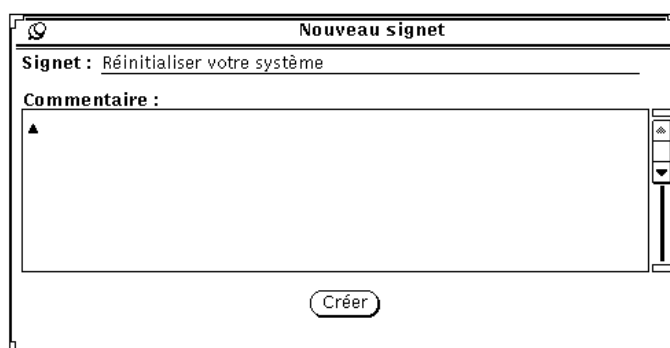 Nouveau signet
Signet : Réinitialiser votre système
Commentaire :
Créer